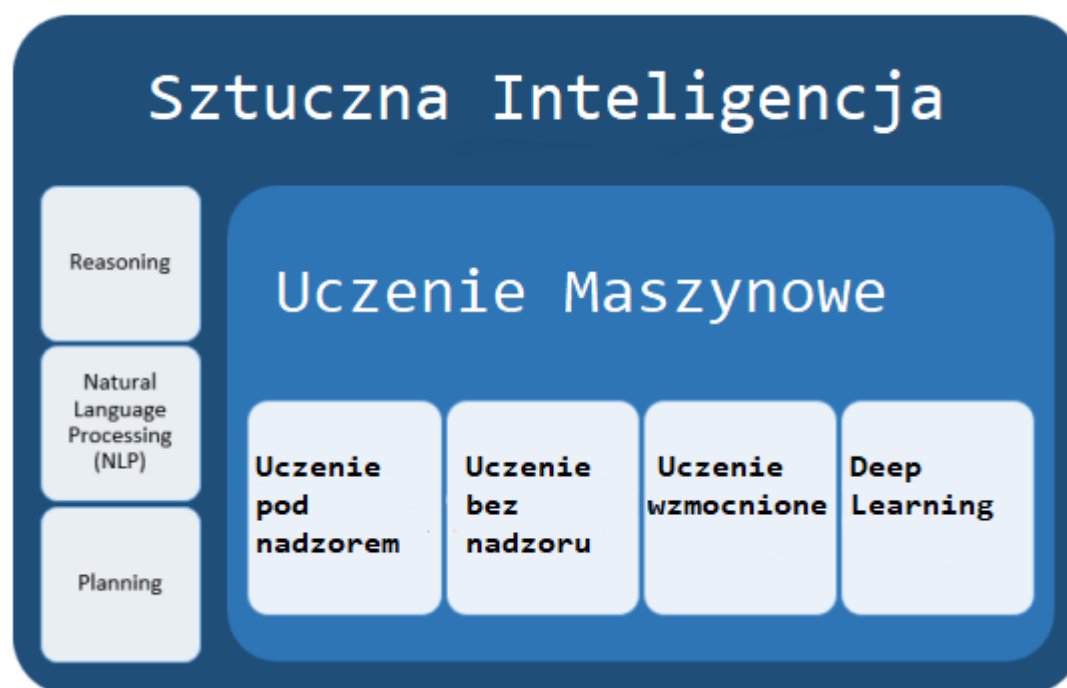 Sztuczna Inteligencja
Reasoning
Natural
Language
Processing
(NLP)
Planning
Uczenie Maszynowe
Uczenie
pod
nadzorem
Uczenie
bez
nadzoru
Uczenie
wzmocnione
Deep
Learning